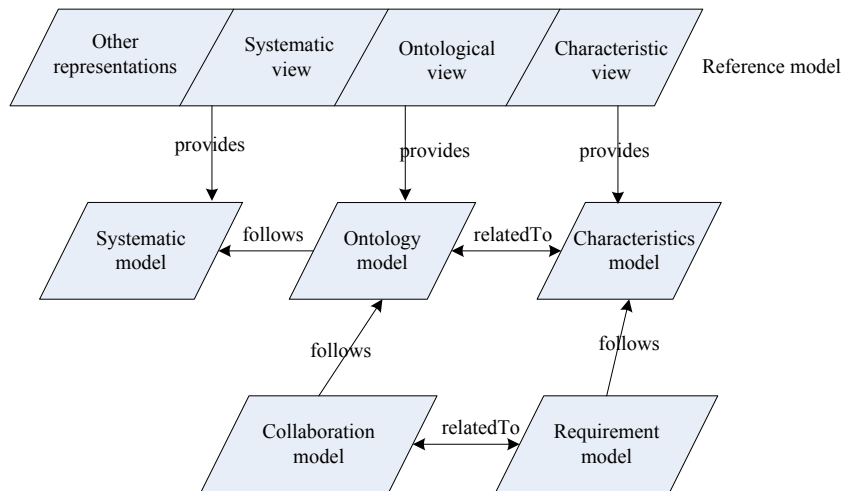 Other
representations
Systematic
view
Ontological
view
Characteristic
view
Reference model
provides
provides
provides
Systematic
model
follows
Ontology
model
relatedTo
Characteristics
model
follows
follows
Collaboration
model
relatedTo
Requirement
model